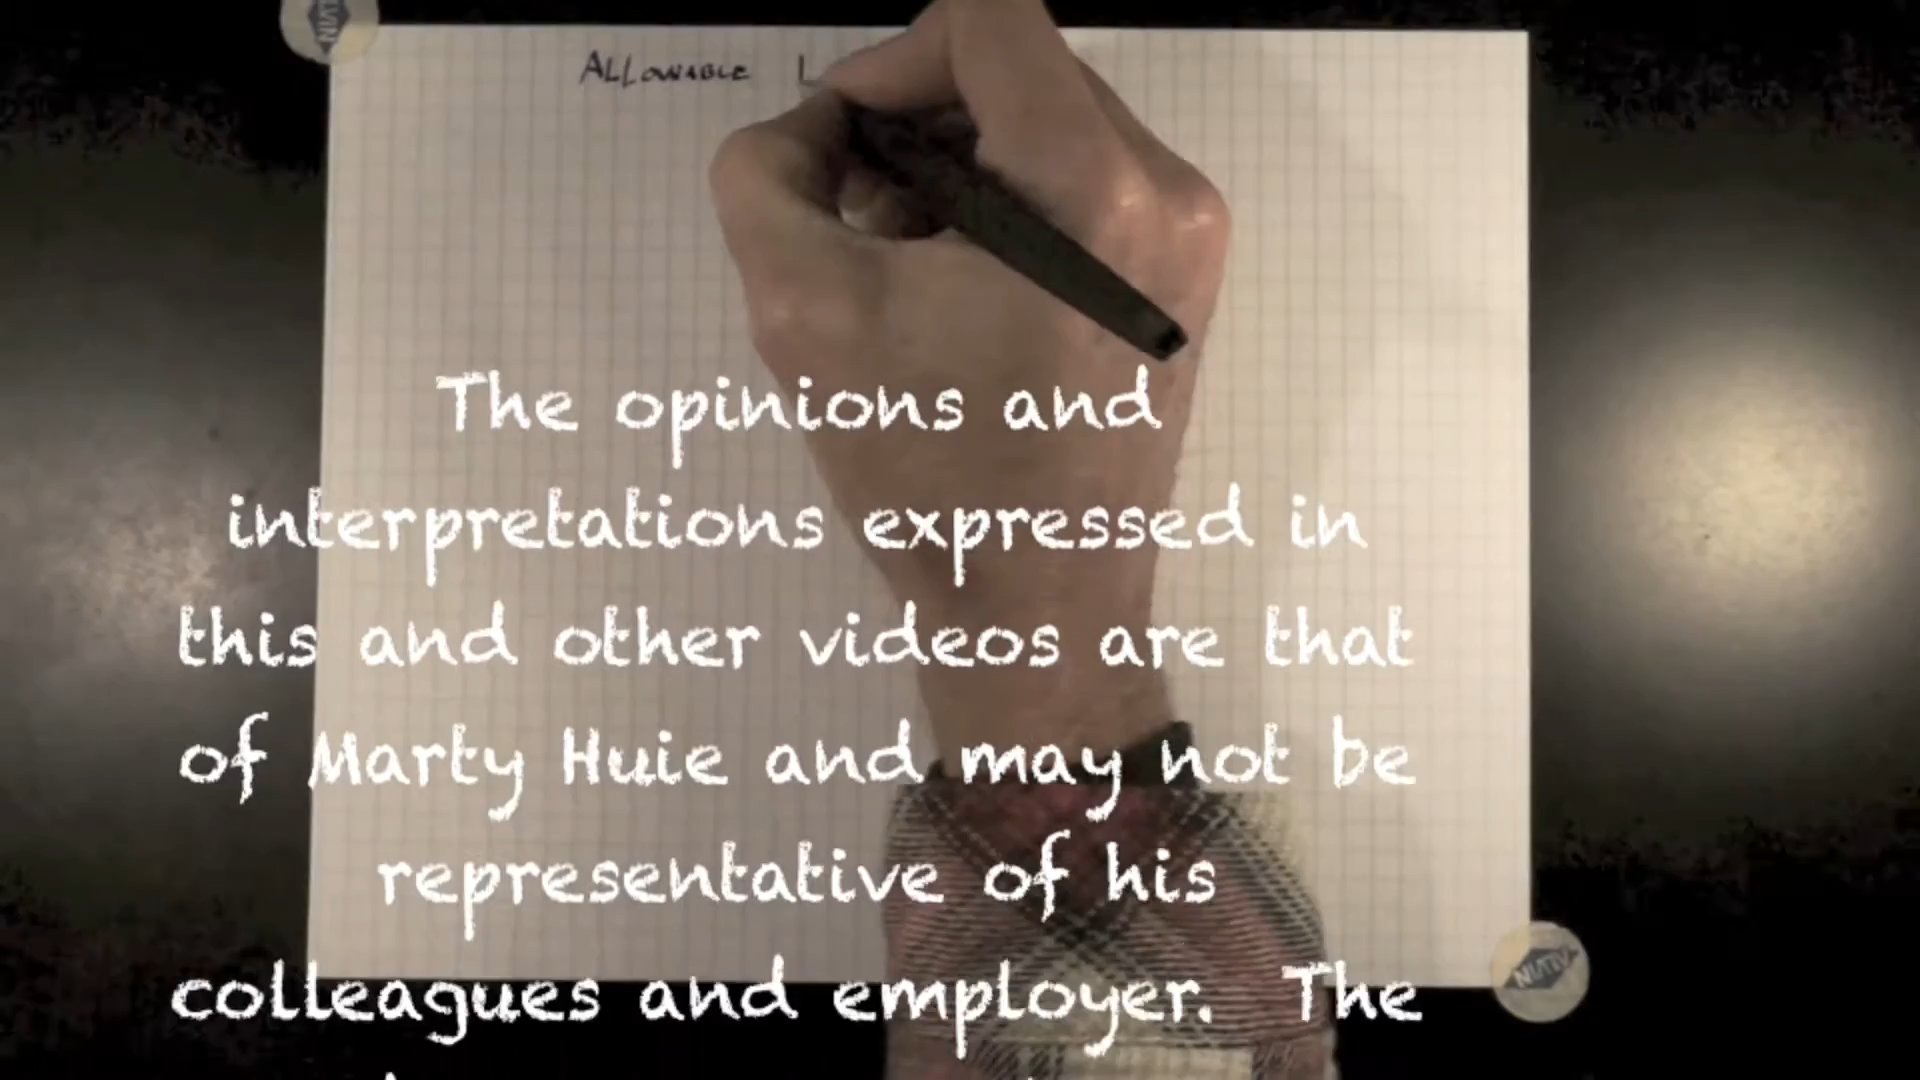 ALLOWABLE L
The opinions and
interpretations expressed in
this and other videos are that
of Marty Huie and may not be
representative of his
colleagues and employer. The
ALVIN